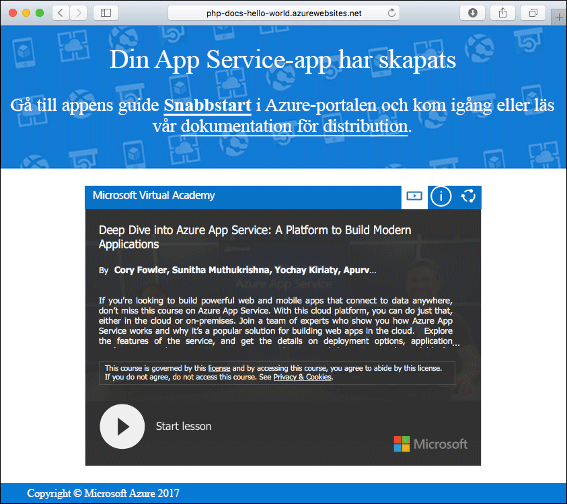 php-docs-hello-world.azurewebsites.net
Din App Service-app har skapats
Gå till appens guide Snabbstart i Azure-portalen och kom igång eller läs
vår dokumentation för distribution.
Microsoft Virtual Academy
Deep Dive into Azure App Service: A Platform to Build Modern
Applications
By Cory Fowler, Sunitha Muthukrishna, Yochay Kiriaty, Apurv...
If you're looking to build powerful web and mobile apps that connect to data anywhere,
don't miss this course on Azure App Service. With this cloud platform, you can do just that,
either in the cloud or on-premises. Join a team of experts who show you how Azure App
Service works and why it's a popular solution for building web apps in the cloud. Explore
the features of the service, and get the details on deployment options, application
This course is governed by this license and by accessing this course, you agree to abide by this license.
If you do not agree, do not access this course. See Privacy & Cookies.
Start lesson
Microsoft
Copyright © Microsoft Azure 2017